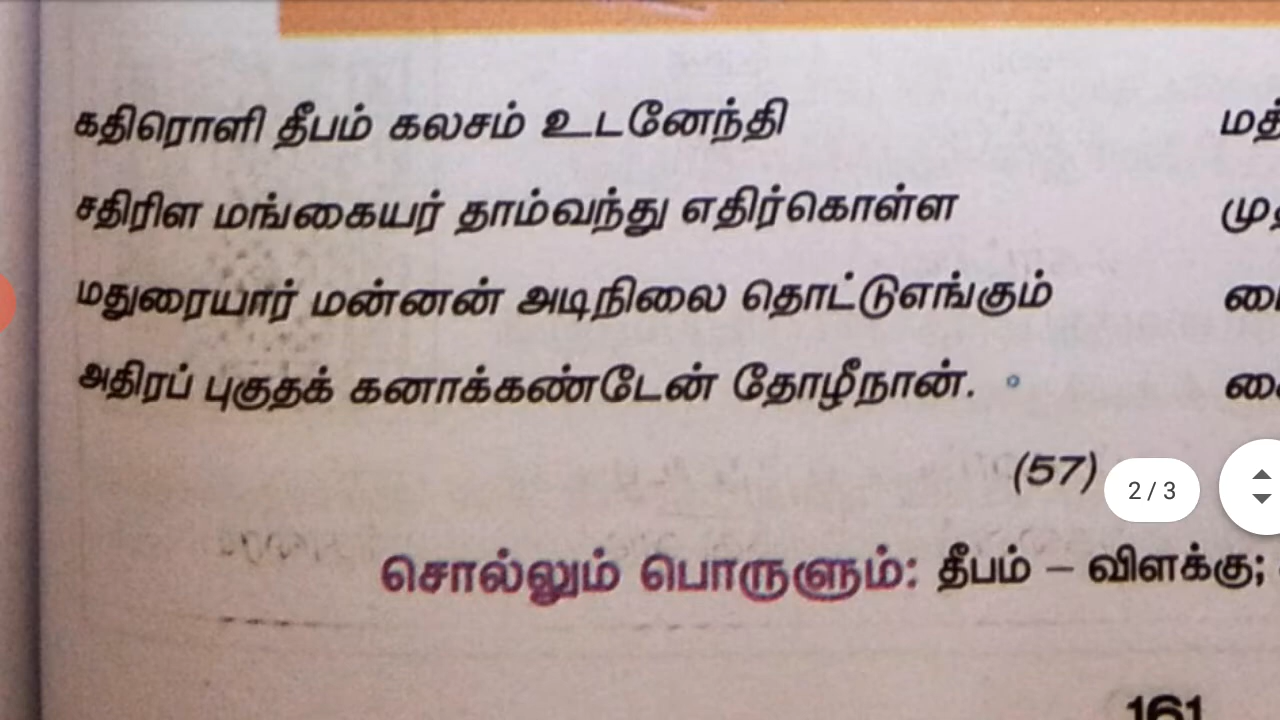 கதிரொளி தீபம் கலசம் உடனேந்தி
சதிரிள மங்கையர் தாம்வந்து எதிர்கொள்ள
மதுரையார் மன்னன் அடிநிலை தொட்டுஎங்கும்
அதிரப் புகுதக் கனாக்கண்டேன் தோழீநான்.
(57)
2 / 3
சொல்லும் பொருளும்: தீபம் – விளக்கு;
161